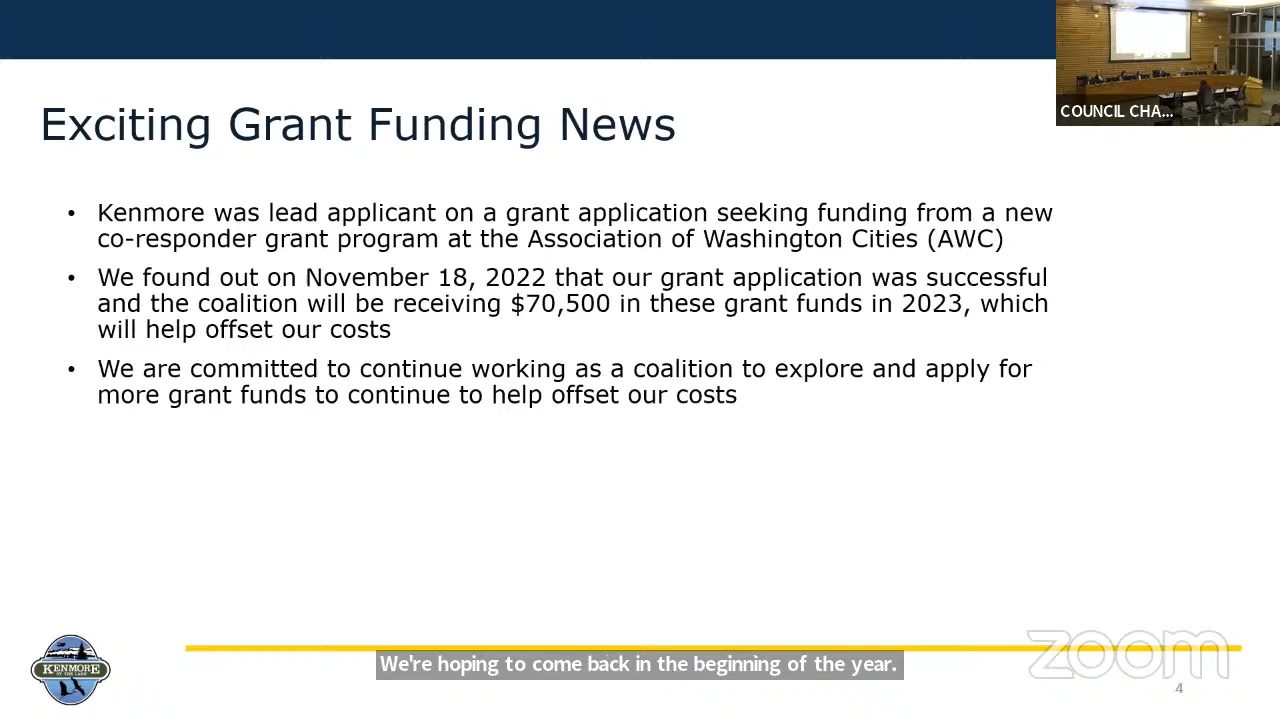 COUNCIL CHA...
Exciting Grant Funding News
• Kenmore was lead applicant on a grant application seeking funding from a new
co-responder grant program at the Association of Washington Cities (AWC)
• We found out on November 18, 2022 that our grant application was successful
and the coalition will be receiving $70,500 in these grant funds in 2023, which
will help offset our costs
• We are committed to continue working as a coalition to explore and apply for
more grant funds to continue to help offset our costs
KENMORE
BY THE LAKE
We're hoping to come back in the beginning of the year.
zoom
4